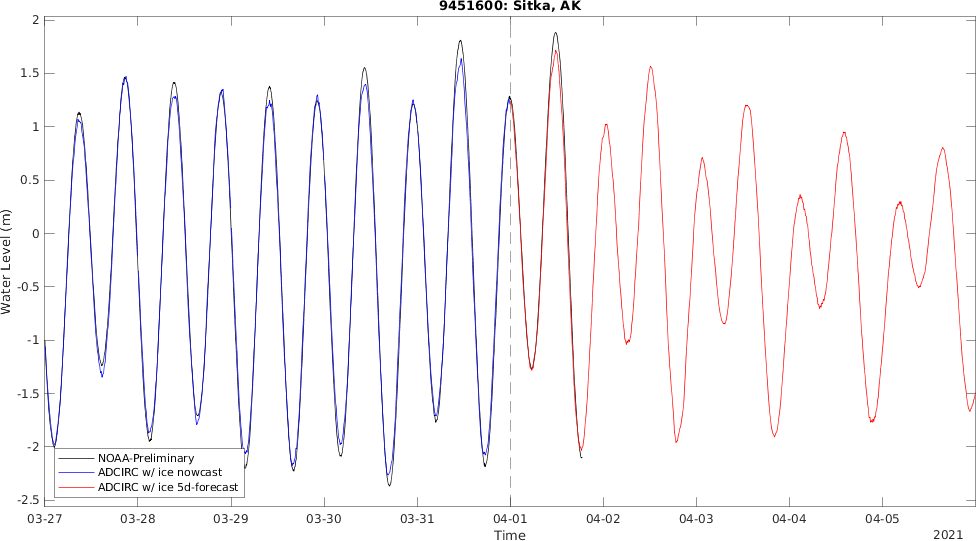 9451600: Sitka, AK
2
1.5
1
0.5
0
-0.5
-1
-1.5
-2
-2.5
Water Level (m)
NOAA-Preliminary
ADCIRC w/ ice nowcast
ADCIRC w/ ice 5d-forecast
03-27 03-28 03-29 03-30 03-31 04-01 04-02 04-03 04-04 04-05
Time
2021